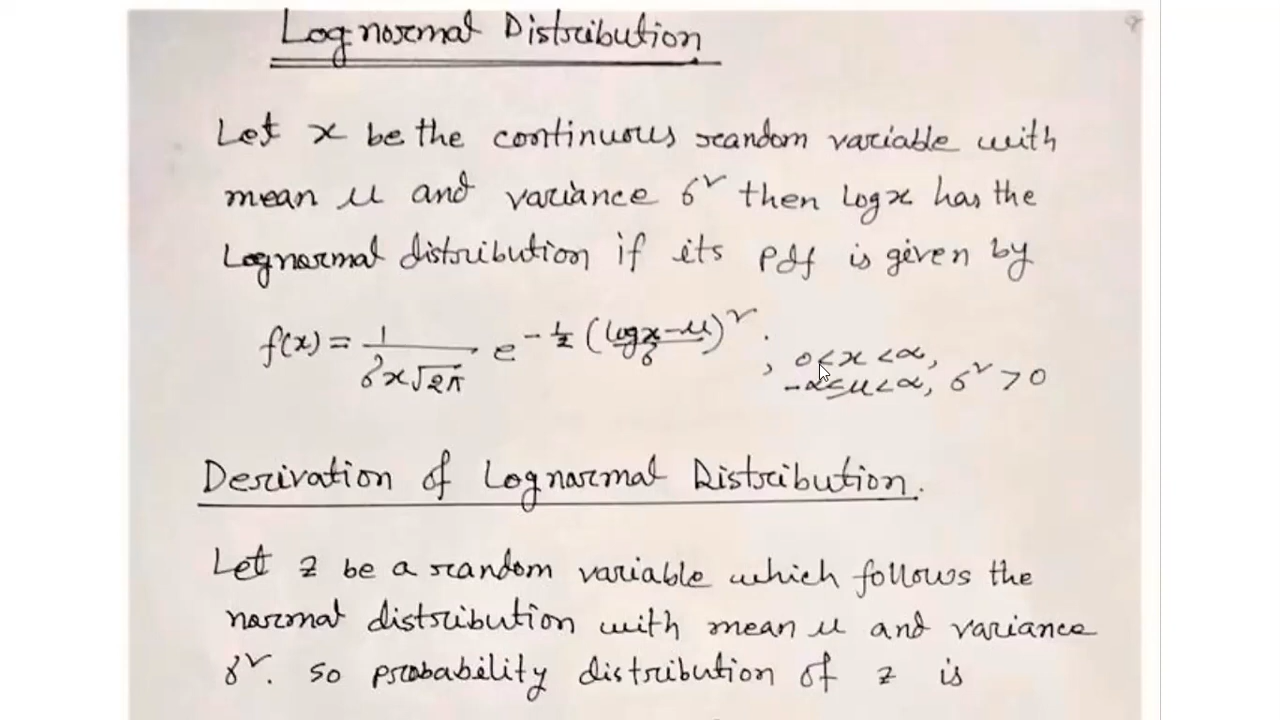 Lognormal Distribution
Let x be the continuous random variable with
mean μ and variance σ² then log x has the
Lognormal distribution if its pdf is given by
f(x) = 1/(σx√2π) e^{-1/2 ((log x - μ)/σ)²} ; 0 < x < α,
-α ≤ μ < α, σ² > 0
Derivation of Lognormal Distribution.
Let z be a random variable which follows the
normal distribution with mean μ and variance
σ². So probability distribution of z is